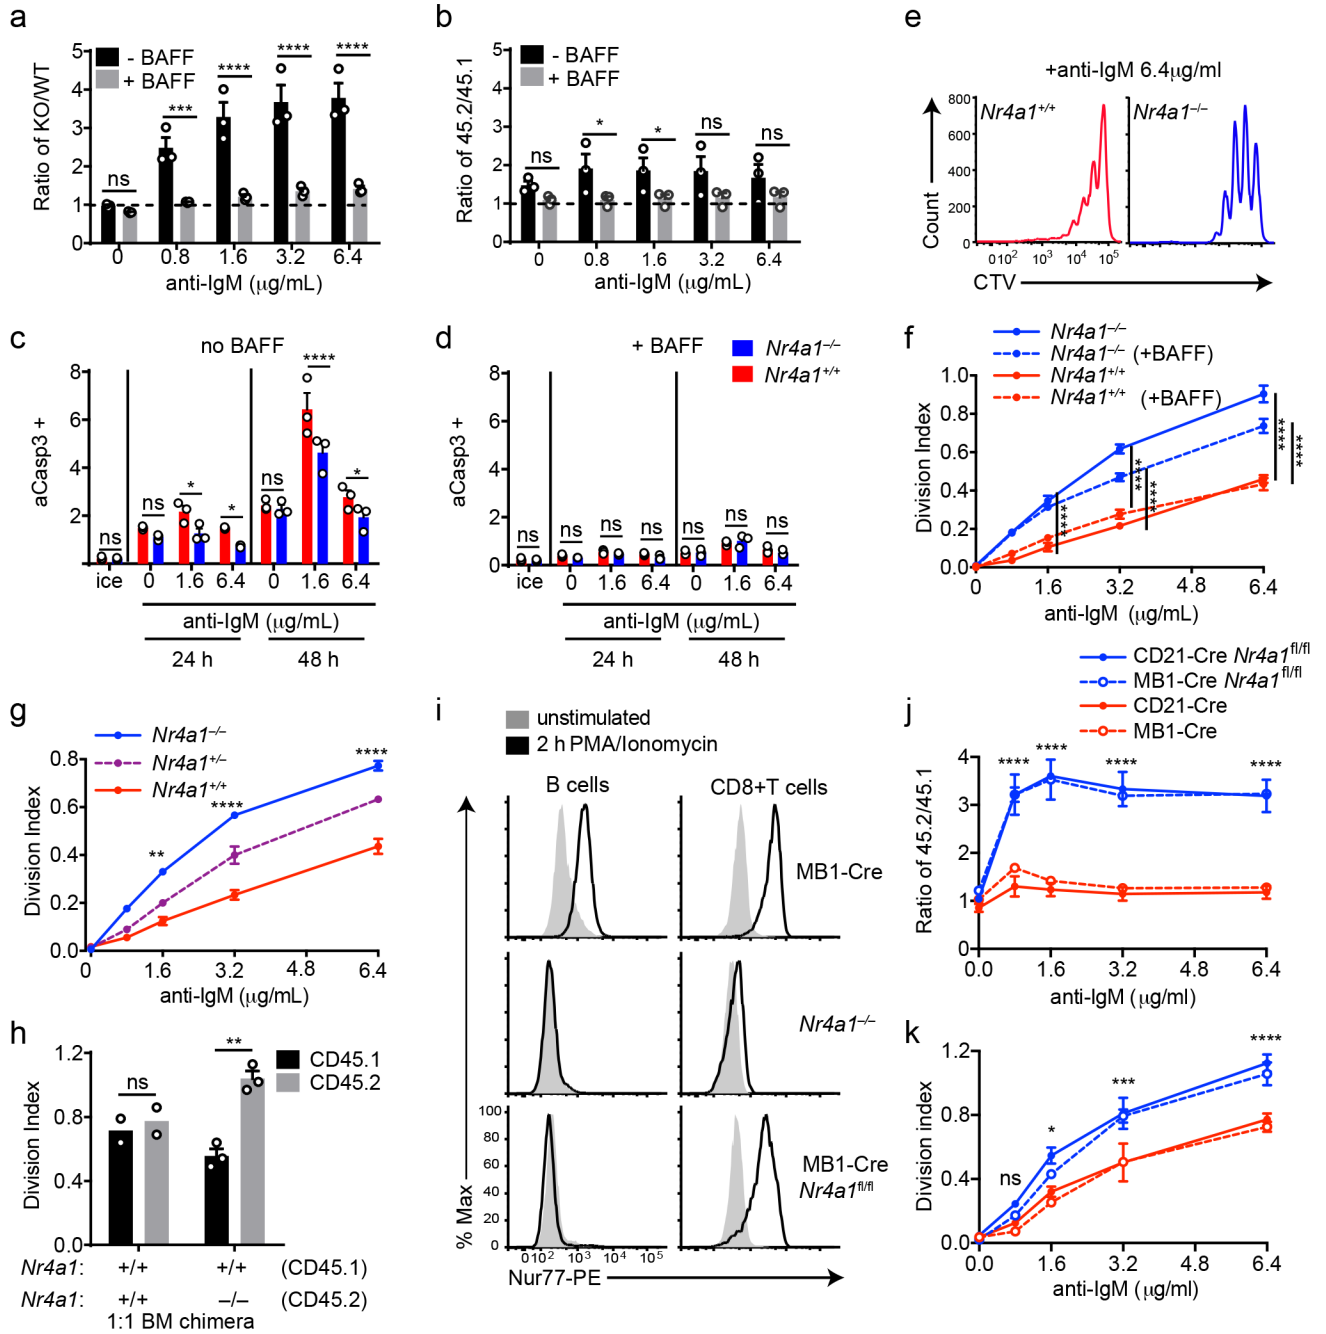 a
5
4
3
2
1
0
Ratio of KO/WT
- BAFF
+ BAFF
ns
***
****
****
****
0 0.8 1.6 3.2 6.4
anti-IgM (μg/mL)
b
5
4
3
2
1
0
Ratio of 45.2/45.1
- BAFF
+ BAFF
ns
*
*
ns
ns
0 0.8 1.6 3.2 6.4
anti-IgM (μg/mL)
e
+anti-IgM 6.4μg/ml
Nr4a1+/+
Nr4a1–/–
800
600
400
200
0
Count
0 10² 10³ 10⁴ 10⁵
CTV
c
no BAFF
8
6
4
2
aCasp3 +
ns
ns
*
*
ns
****
*
ice 0 1.6 6.4 0 1.6 6.4
anti-IgM (μg/mL)
24 h 48 h
d
+ BAFF
Nr4a1–/–
Nr4a1+/+
8
6
4
2
0
aCasp3 +
ns
ns
ns
ns
ns
ns
ns
ice 0 1.6 6.4 0 1.6 6.4
anti-IgM (μg/mL)
24 h 48 h
f
Nr4a1–/–
Nr4a1–/– (+BAFF)
Nr4a1+/+
Nr4a1+/+ (+BAFF)
1.0
0.8
0.6
0.4
0.2
0.0
Division Index
****
****
****
****
****
0 1.6 3.2 4.8 6.4
anti-IgM (μg/mL)
g
Nr4a1–/–
Nr4a1+/–
Nr4a1+/+
0.8
0.6
0.4
0.2
0.0
Division Index
**
****
****
0 1.6 3.2 4.8 6.4
anti-IgM (μg/mL)
h
1.2
0.8
0.4
0.0
Division Index
ns
**
CD45.1
CD45.2
Nr4a1: +/+ +/+ (CD45.1)
Nr4a1: +/+ –/– (CD45.2)
1:1 BM chimera
i
unstimulated
2 h PMA/Ionomycin
B cells CD8+T cells
MB1-Cre
Nr4a1–/–
MB1-Cre
Nr4a1fl/fl
100
80
60
40
20
0
% Max
0 10² 10³ 10⁴ 10⁵
Nur77-PE
CD21-Cre Nr4a1fl/fl
MB1-Cre Nr4a1fl/fl
CD21-Cre
MB1-Cre
j
4
3
2
1
0
Ratio of 45.2/45.1
****
****
****
****
0.0 1.6 3.2 4.8 6.4
anti-IgM (μg/ml)
k
1.2
0.8
0.4
0.0
Division index
ns
*
***
****
0 1.6 3.2 4.8 6.4
anti-IgM (μg/ml)